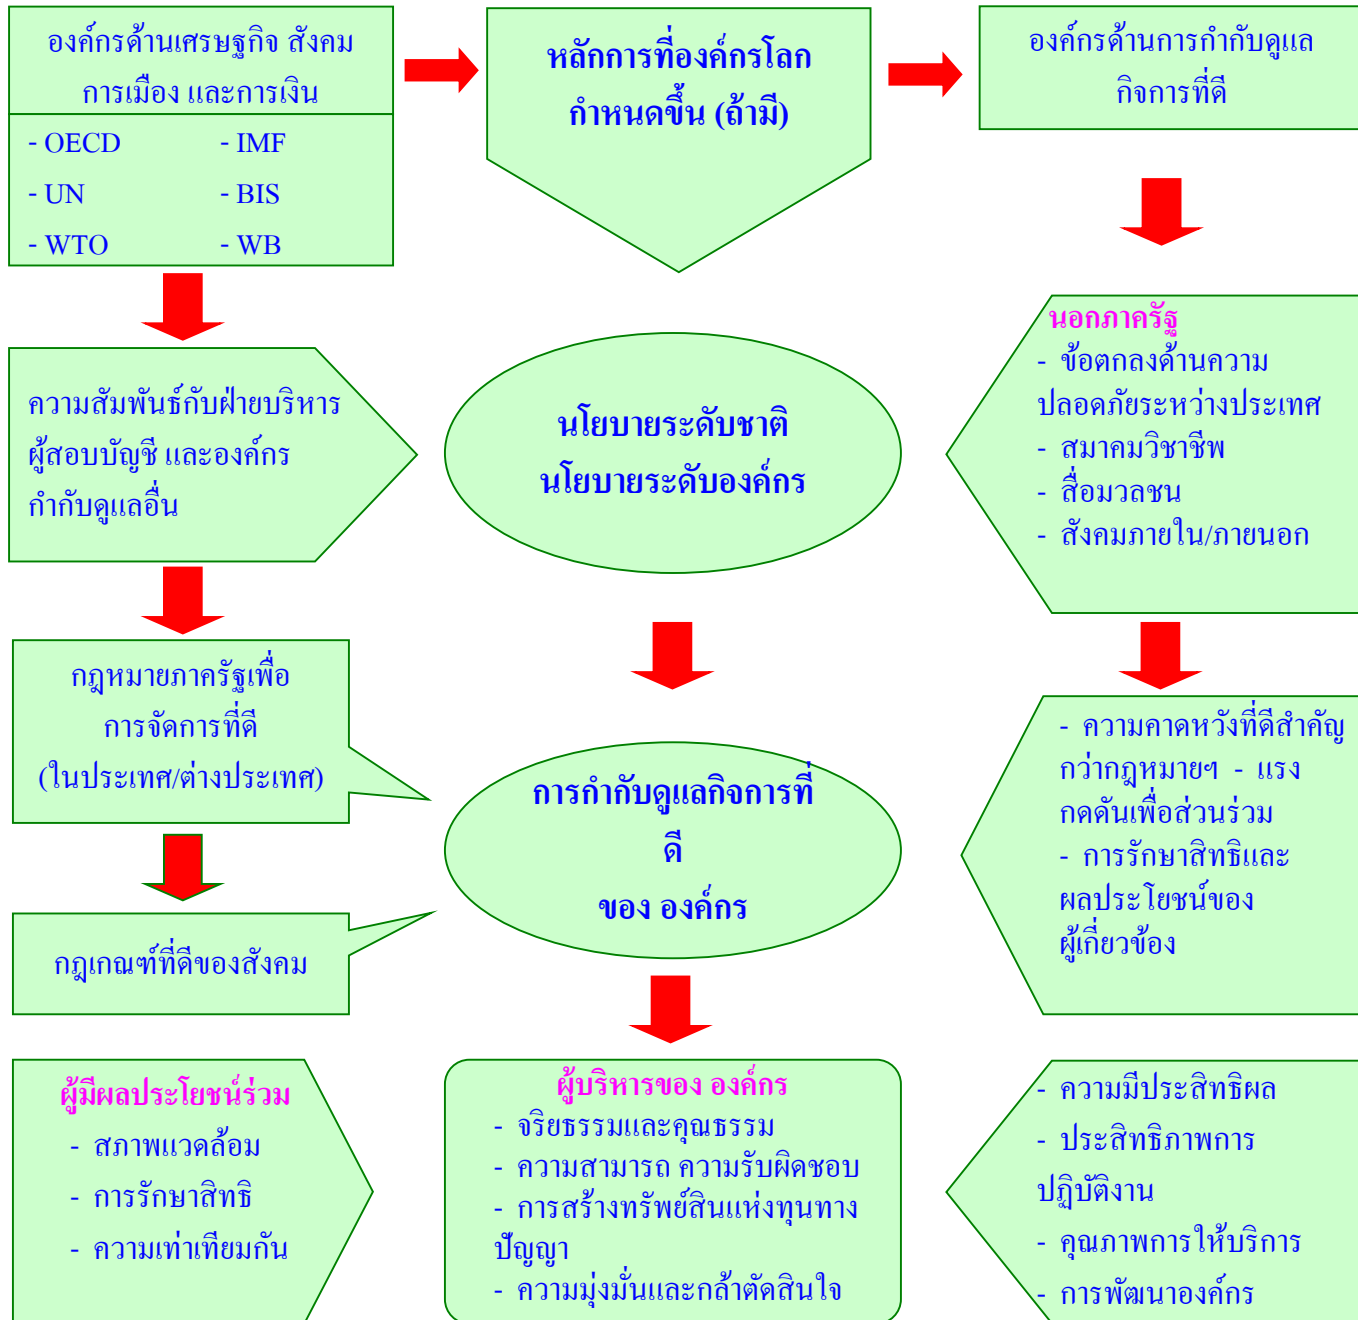 องค์กรด้านเศรษฐกิจ สังคม
การเมือง และการเงิน
- OECD - IMF
- UN - BIS
- WTO - WB
หลักการที่องค์กรโลก
กำหนดขึ้น (ถ้ามี)
องค์กรด้านการกำกับดูแล
กิจการที่ดี
ความสัมพันธ์กับฝ่ายบริหาร
ผู้สอบบัญชี และองค์กร
กำกับดูแลอื่น
นโยบายระดับชาติ
นโยบายระดับองค์กร
นอกภาครัฐ
- ข้อตกลงด้านความ
ปลอดภัยระหว่างประเทศ
- สมาคมวิชาชีพ
- สื่อมวลชน
- สังคมภายใน/ภายนอก
กฎหมายภาครัฐเพื่อ
การจัดการที่ดี
(ในประเทศ/ต่างประเทศ)
การกำกับดูแลกิจการที่
ดี
ของ องค์กร
- ความคาดหวังที่ดีสำคัญ
กว่ากฎหมายฯ - แรง
กดดันเพื่อส่วนร่วม
- การรักษาสิทธิและ
ผลประโยชน์ของ
ผู้เกี่ยวข้อง
กฎเกณฑ์ที่ดีของสังคม
ผู้มีผลประโยชน์ร่วม
- สภาพแวดล้อม
- การรักษาสิทธิ
- ความเท่าเทียมกัน
ผู้บริหารของ องค์กร
- จริยธรรมและคุณธรรม
- ความสามารถ ความรับผิดชอบ
- การสร้างทรัพย์สินแห่งทุนทาง
ปัญญา
- ความมุ่งมั่นและกล้าตัดสินใจ
- ความมีประสิทธิผล
- ประสิทธิภาพการ
ปฏิบัติงาน
- คุณภาพการให้บริการ
- การพัฒนาองค์กร